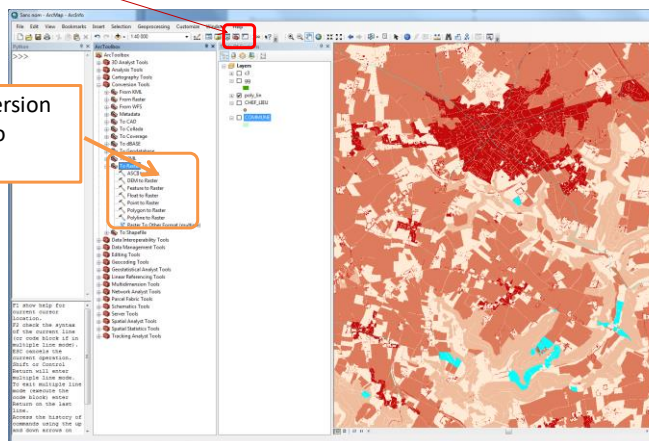 Sans nom - ArcMap - ArcInfo
File Edit View Bookmarks Insert Selection Geoprocessing Customize Windows Help
1:40 000
Python
>>>
ArcToolbox
ArcToolbox
3D Analyst Tools
Analysis Tools
Cartography Tools
Conversion Tools
From KML
From Raster
From WFS
Metadata
To CAD
To Collada
To Coverage
To dBASE
To Geodatabase
To Raster
ASCII to
DEM to Raster
Feature to Raster
Float to Raster
Point to Raster
Polygon to Raster
Polyline to Raster
Raster To Other Format (multiple)
To Shapefile
Data Interoperability Tools
Data Management Tools
Editing Tools
Geocoding Tools
Geostatistical Analyst Tools
Linear Referencing Tools
Multidimension Tools
Network Analyst Tools
Parcel Fabric Tools
Schematics Tools
Server Tools
Spatial Analyst Tools
Spatial Statistics Tools
Tracking Analyst Tools
Layers
CHEF_LIEU
COMMUNE
ersion
o
F1 show help for
current cursor
location.
F2 check the syntax
of the current line
(or code block if in
multiple line mode).
ESC cancels the
current operation.
Shift or Control
Return will enter
multiple line mode.
To exit multiple line
mode (execute the
code block) enter
Return on the last
line.
Access the history of
commands using the up
and down arrows on